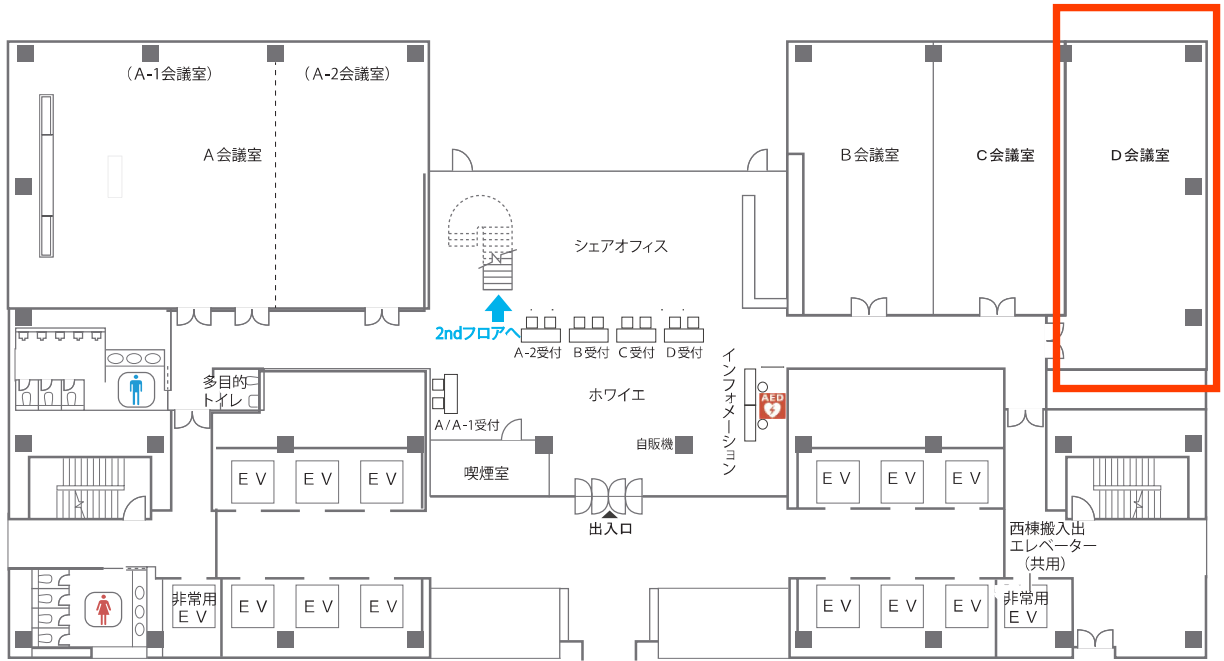 (A-1会議室)
(A-2会議室)
A会議室
B会議室
C会議室
D会議室
シェアオフィス
2ndフロアへ
A-2受付
B受付
C受付
D受付
インフォメーション
AED
多目的
トイレ
ホワイエ
A/A-1受付
自販機
喫煙室
EV
EV
EV
EV
EV
EV
出入口
西棟搬入出
エレベーター
(共用)
非常用
EV
EV
EV
EV
EV
EV
EV
非常用
EV